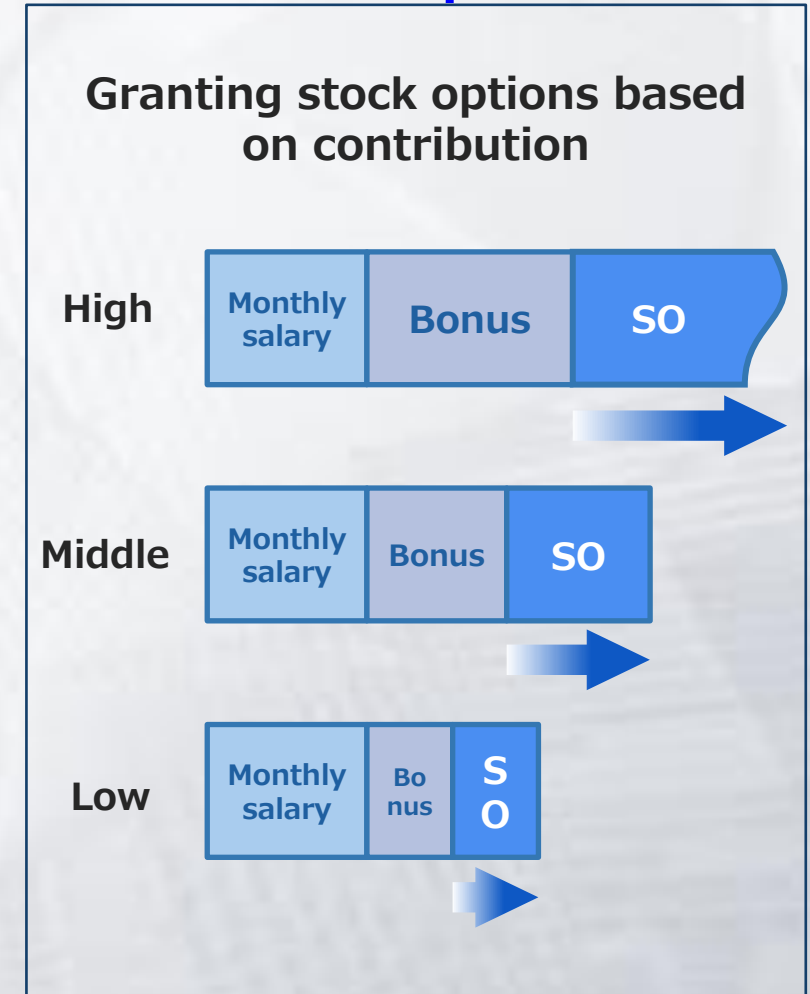 Granting stock options based
on contribution
High
Monthly
salary
Bonus
SO
Middle
Monthly
salary
Bonus
SO
Low
Monthly
salary
Bo
nus
S
O